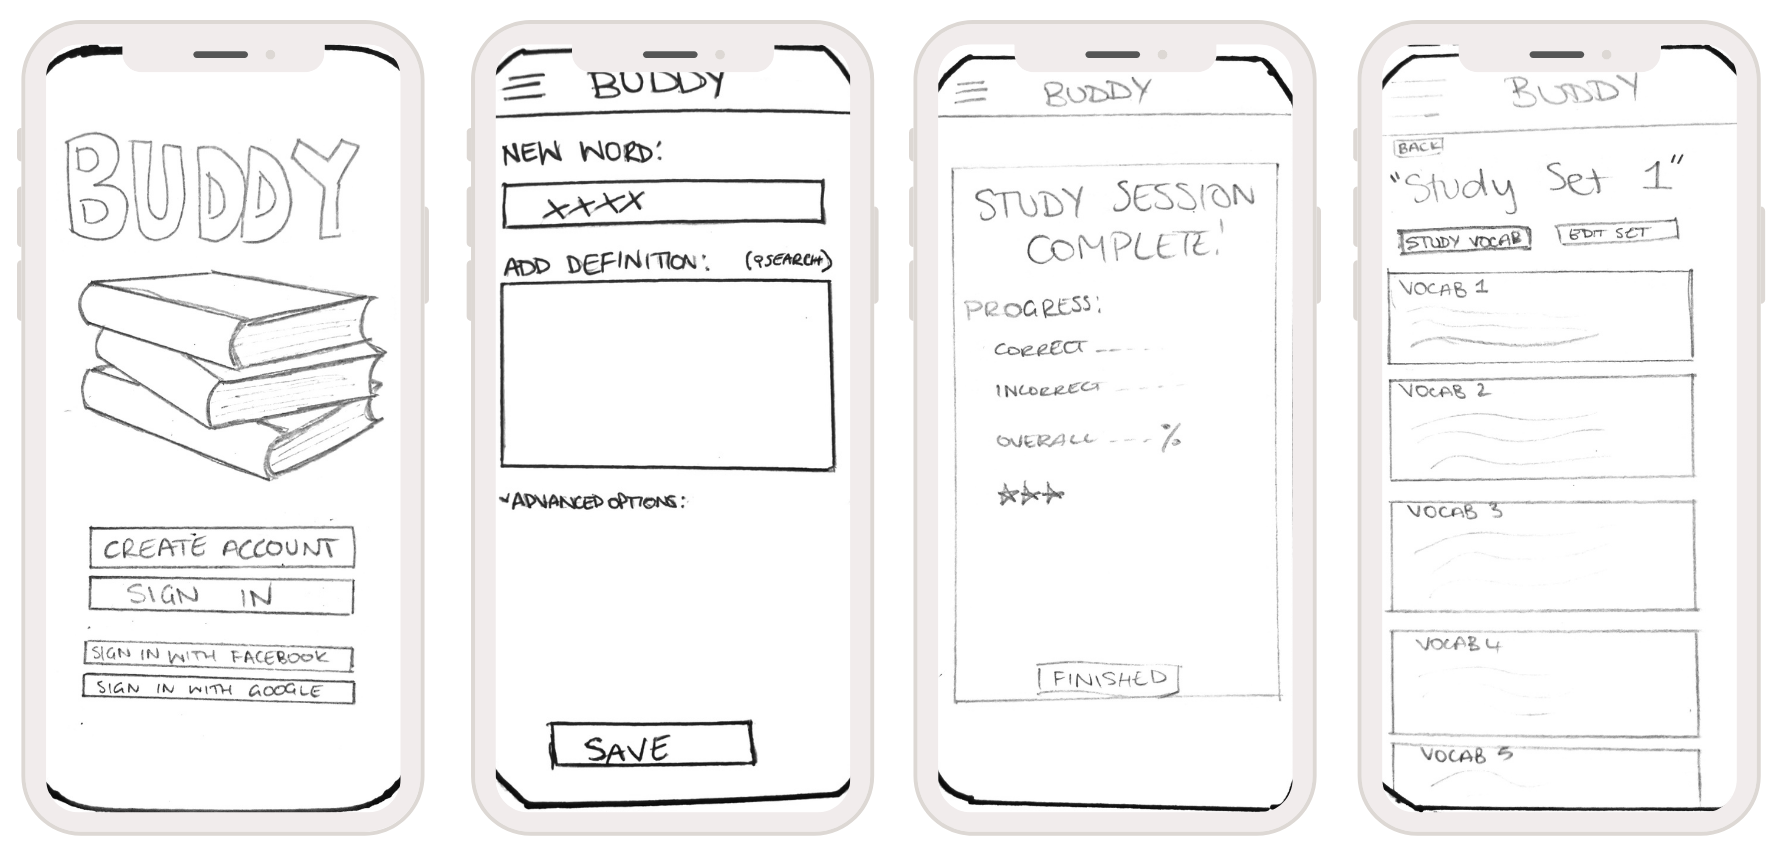 BUDDY
CREATE ACCOUNT
SIGN IN
SIGN IN WITH FACEBOOK
SIGN IN WITH GOOGLE
BUDDY
NEW WORD:
XXXX
ADD DEFINITION: (SEARCH)
ADVANCED OPTIONS:
SAVE
BUDDY
STUDY SESSION
COMPLETE!
PROGRESS:
CORRECT ----
INCORRECT ----
OVERALL ---- %
FINISHED
BUDDY
BACK
"Study Set 1"
STUDY VOCAB EDIT SET
VOCAB 1
VOCAB 2
VOCAB 3
VOCAB 4
VOCAB 5